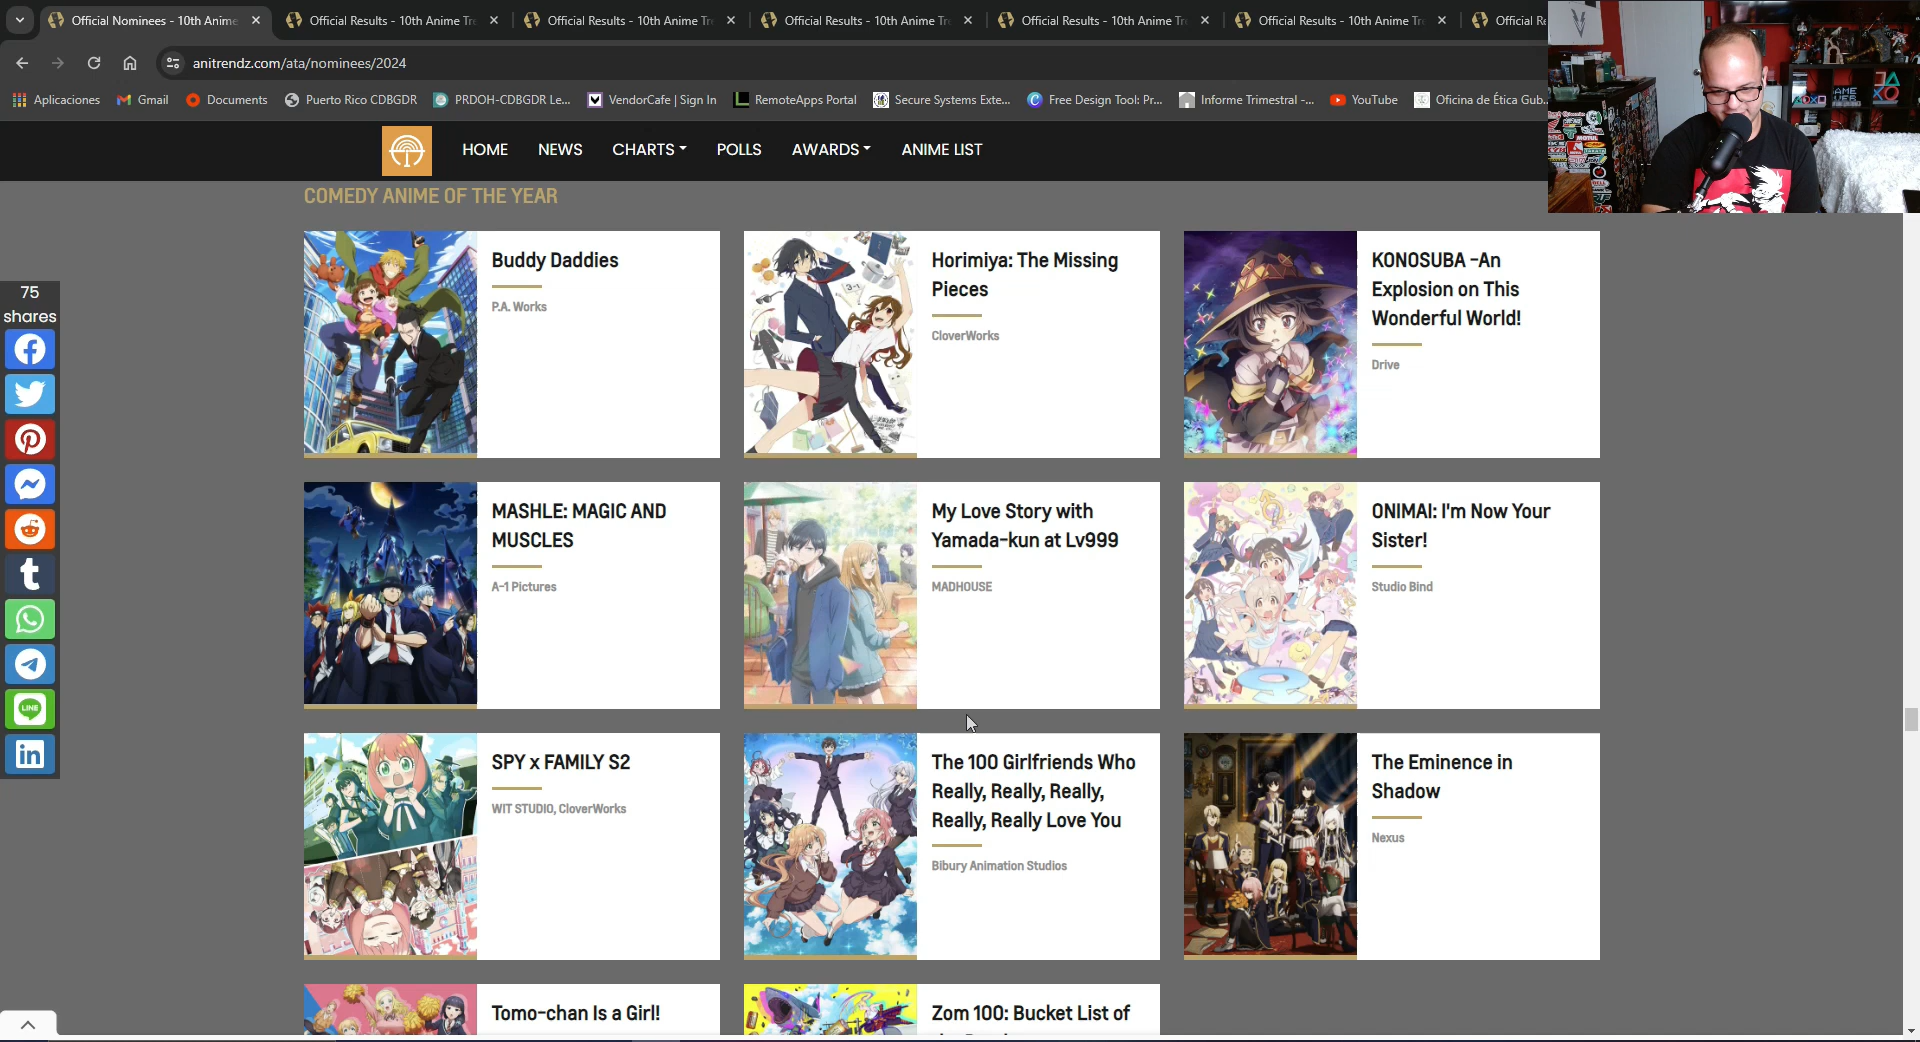 Official Nominees - 10th Anime
Official Results - 10th Anime Tr
Official Results - 10th Anime Tr
Official Results - 10th Anime Tr
Official Results - 10th Anime Tr
Official Results - 10th Anime Tr
Official Re
anitrendz.com/ata/nominees/2024
Aplicaciones
Gmail
Documents
Puerto Rico CDBGDR
PRDOH-CDBGDR Le...
VendorCafe | Sign In
RemoteApps Portal
Secure Systems Exte...
Free Design Tool: Pr...
Informe Trimestral -...
YouTube
Oficina de Ética Gub...
HOME
NEWS
CHARTS
POLLS
AWARDS
ANIME LIST
COMEDY ANIME OF THE YEAR
75
shares
LINE
Buddy Daddies
P.A. Works
Horimiya: The Missing
Pieces
CloverWorks
KONOSUBA -An
Explosion on This
Wonderful World!
Drive
MASHLE: MAGIC AND
MUSCLES
A-1 Pictures
My Love Story with
Yamada-kun at Lv999
MADHOUSE
ONIMAI: I'm Now Your
Sister!
Studio Bind
SPY x FAMILY S2
WIT STUDIO, CloverWorks
The 100 Girlfriends Who
Really, Really, Really,
Really, Really Love You
Bibury Animation Studios
The Eminence in
Shadow
Nexus
Tomo-chan Is a Girl!
Zom 100: Bucket List of